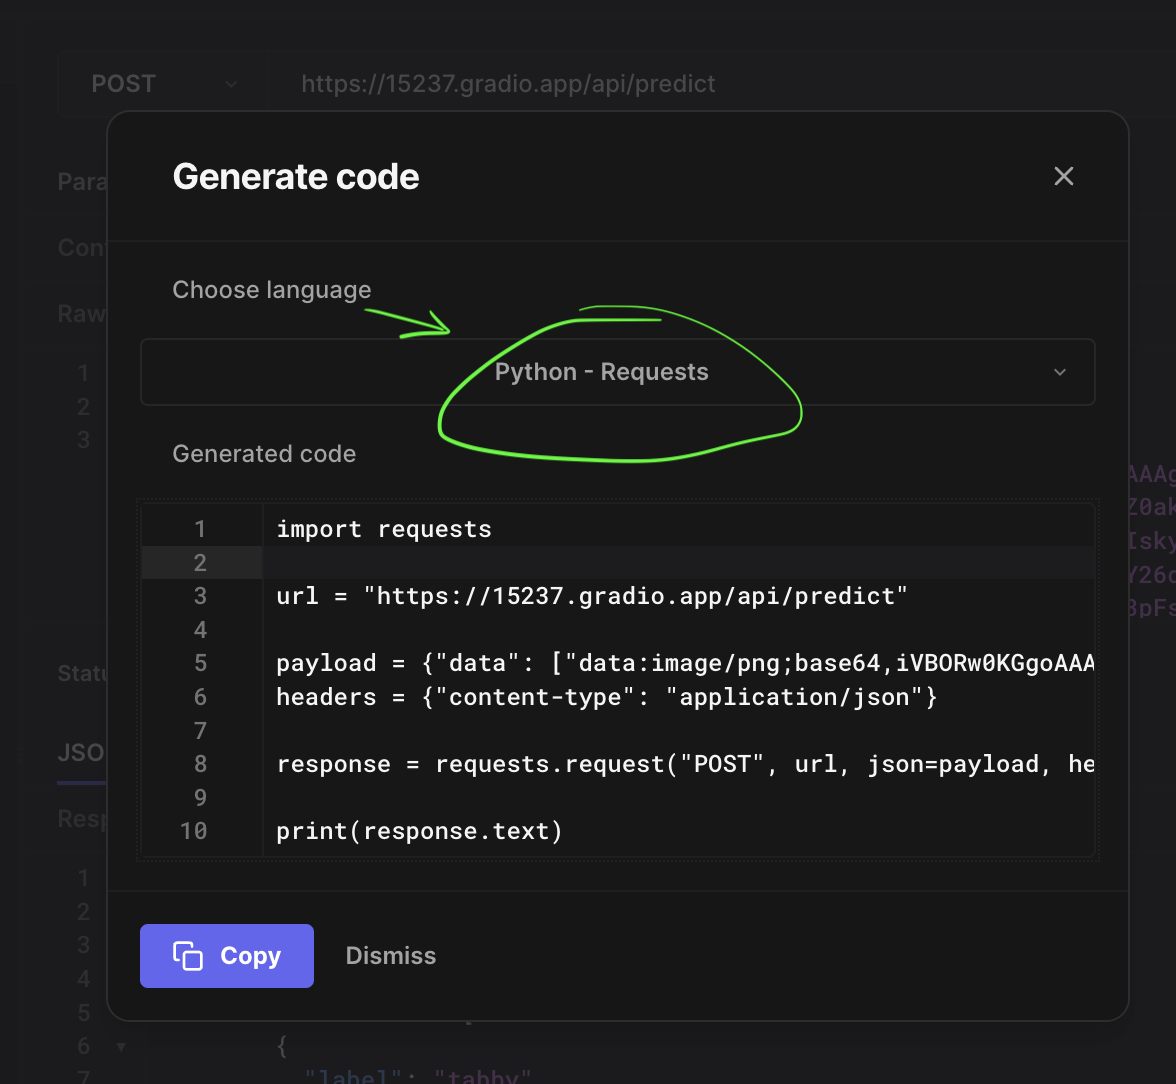 POST
https://15237.gradio.app/api/predict
Generate code
Choose language
Python - Requests
Generated code
1 import requests
2
3 url = "https://15237.gradio.app/api/predict"
4
5 payload = {"data": ["data:image/png;base64,iVBORw0KGgoAAA
6 headers = {"content-type": "application/json"}
7
8 response = requests.request("POST", url, json=payload, he
9
10 print(response.text)
Copy
Dismiss
Para
Con
Raw
1
2
3
AAAg
Z0ak
Isky
Y26
3pFs
Statu
JSO
Resp
1
2
3
4
5
6 {
7 "label": "tabby"